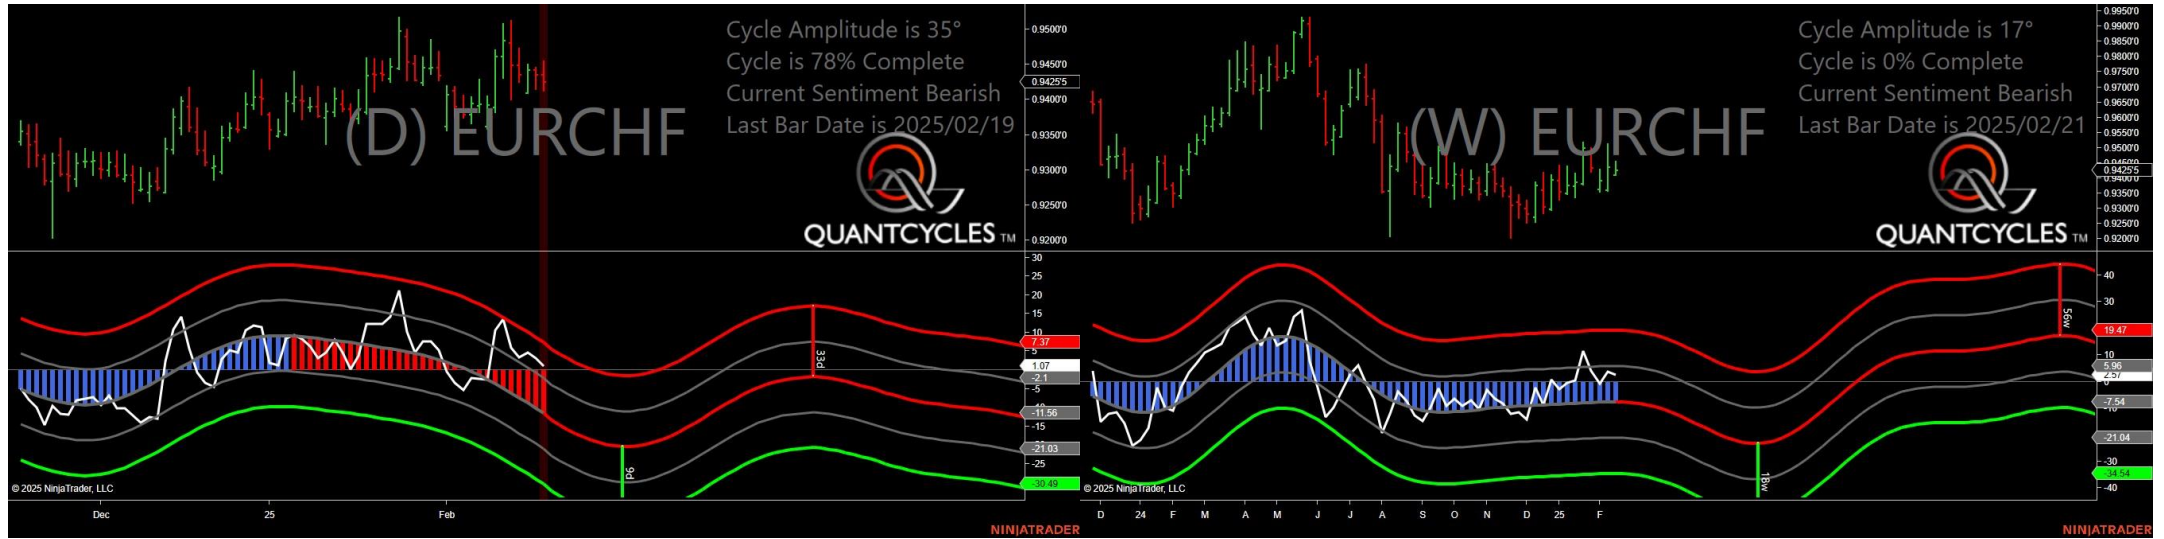 Cycle Amplitude is 35°
Cycle is 78% Complete
Current Sentiment Bearish
Last Bar Date is 2025/02/19
(D) EURCHF
QUANTCYCLES TM
0.9500'0
0.9450'0
0.9425'5
0.9400'0
0.9350'0
0.9300'0
0.9250'0
0.9200'0
30
25
20
15
10
7.37
5
1.07
-2.1
-5
-11.56
-15
-21.03
-25
-30.49
33d
9d
© 2025 NinjaTrader, LLC
Dec
25
Feb
NINJATRADER
Cycle Amplitude is 17°
Cycle is 0% Complete
Current Sentiment Bearish
Last Bar Date is 2025/02/21
(W) EURCHF
QUANTCYCLES TM
0.9950'0
0.9900'0
0.9850'0
0.9800'0
0.9750'0
0.9700'0
0.9650'0
0.9600'0
0.9550'0
0.9500'0
0.9425'5
0.9350'0
0.9300'0
0.9250'0
0.9200'0
40
30
19.47
10
5.96
2.57
-7.54
-10
-21.04
-30
-34.54
-40
56w
18w
© 2025 NinjaTrader, LLC
D
24
F
M
A
M
J
J
A
S
O
N
D
25
F
NINJATRADER